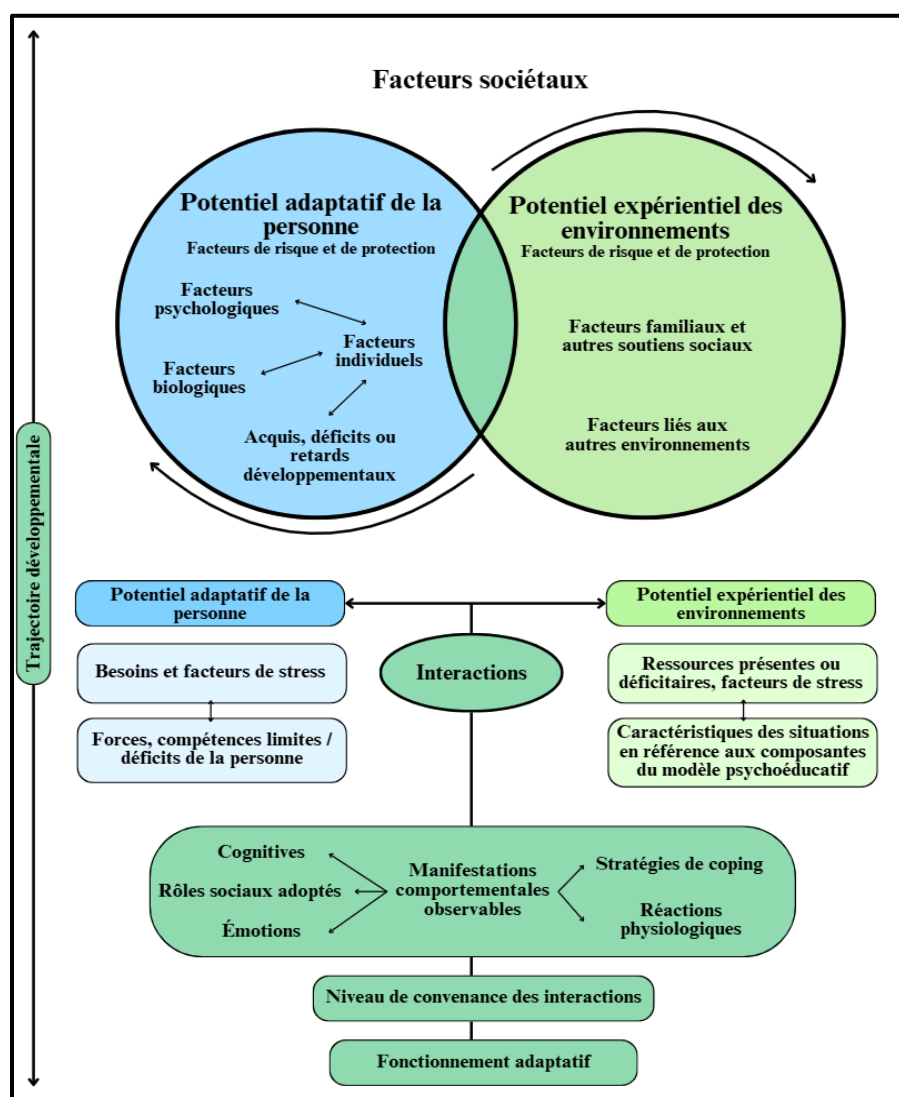 Facteurs sociétaux
Potentiel adaptatif de la
personne
Facteurs de risque et de protection
Facteurs
psychologiques
Facteurs
individuels
Facteurs
biologiques
Acquis, déficits ou
retards
développementaux
Potentiel expérientiel des
environnements
Facteurs de risque et de protection
Facteurs familiaux et
autres soutiens sociaux
Facteurs liés aux
autres environnements
Trajectoire développementale
Potentiel adaptatif de la
personne
Potentiel expérientiel des
environnements
Interactions
Besoins et facteurs de stress
Ressources présentes ou
déficitaires, facteurs de stress
Forces, compétences limites /
déficits de la personne
Caractéristiques des situations
en référence aux composantes
du modèle psychoéducatif
Cognitives
Rôles sociaux adoptés
Émotions
Manifestations
comportementales
observables
Stratégies de coping
Réactions
physiologiques
Niveau de convenance des interactions
Fonctionnement adaptatif